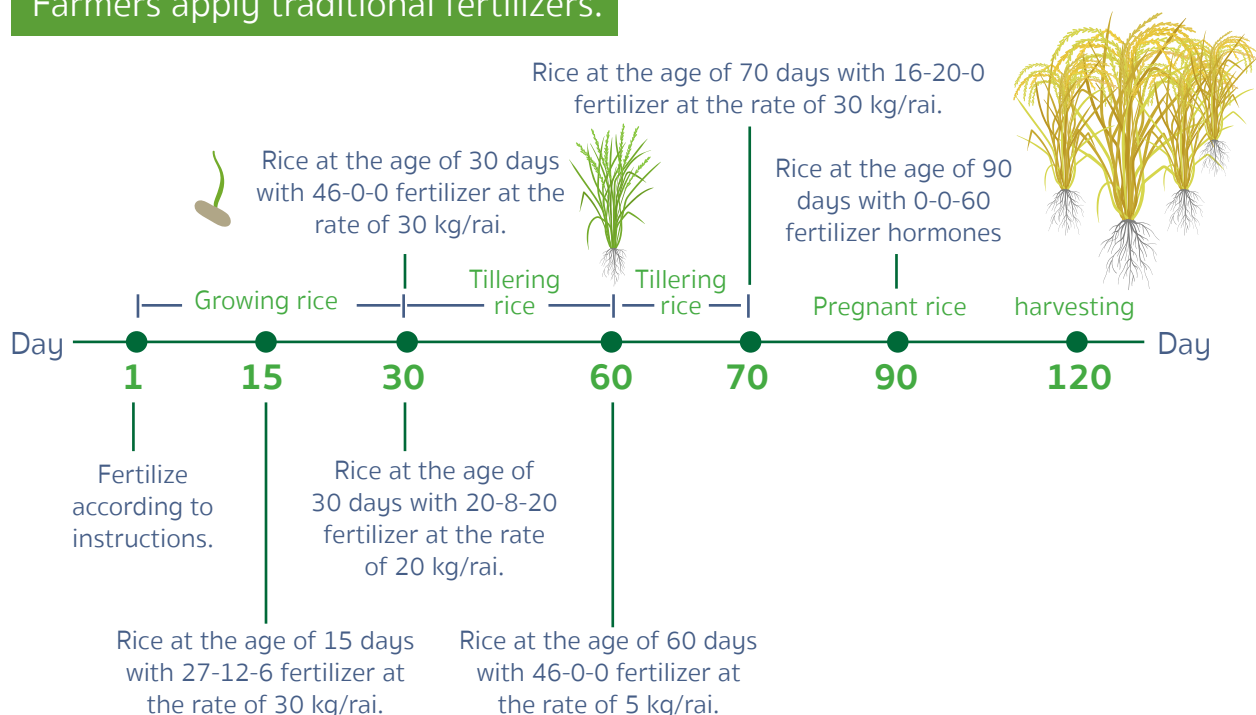 Farmers apply traditional fertilizers.
Rice at the age of 70 days with 16-20-0
fertilizer at the rate of 30 kg/rai.
Rice at the age of 30 days
with 46-0-0 fertilizer at the
rate of 30 kg/rai.
Rice at the age of 90
days with 0-0-60
fertilizer hormones
Growing rice
Tillering
rice
Tillering
rice
Pregnant rice
harvesting
Day
Day
1
15
30
60
70
90
120
Fertilize
according to
instructions.
Rice at the age of
30 days with 20-8-20
fertilizer at the rate
of 20 kg/rai.
Rice at the age of 15 days
with 27-12-6 fertilizer at
the rate of 30 kg/rai.
Rice at the age of 60 days
with 46-0-0 fertilizer at
the rate of 5 kg/rai.